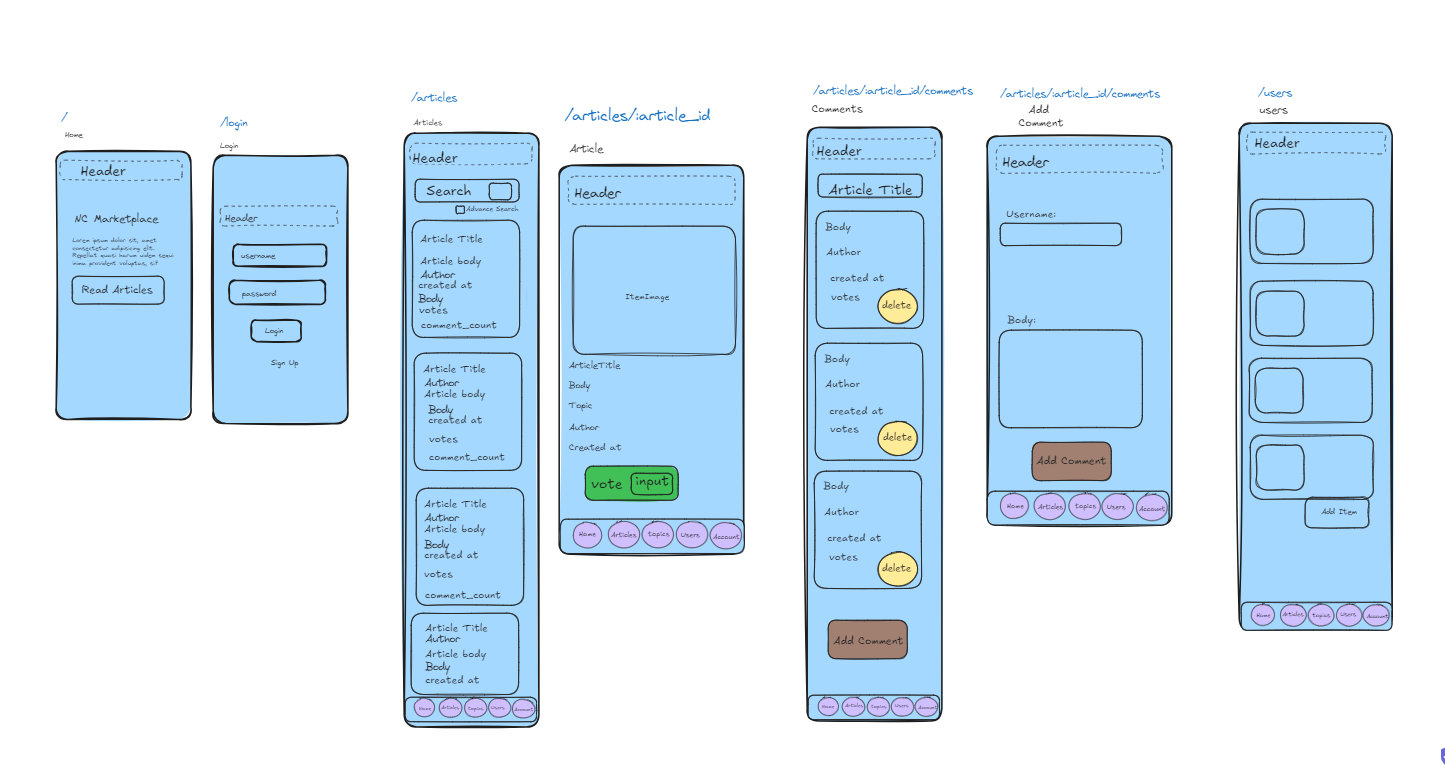 /
Home
Header
NC Marketplace
Lorem ipsum dolor sit, amet
consectetur adipisicing elit.
Repellat quasi harum uidem sequi
minus provident voluptas, sit?
Read Articles
/login
Login
Header
username
password
Login
Sign Up
/articles
Articles
Header
Search
Advance Search
Article Title
Article body
Author
created at
Body
votes
comment_count
Article Title
Author
Article body
Body
created at
votes
comment_count
Article Title
Author
Article body
Body
created at
votes
comment_count
Article Title
Author
Article body
Body
created at
Home
Articles
topics
Users
Account
/articles/:article_id
Article
Header
ItemImage
ArticleTitle
Body
Topic
Author
Created at
vote
input
Home
Articles
topics
Users
Account
/articles/:article_id/comments
Comments
Header
Article Title
Body
Author
created at
votes
delete
Body
Author
created at
votes
delete
Body
Author
created at
votes
delete
Add Comment
Home
Articles
topics
Users
Account
/articles/:article_id/comments
Add
Comment
Header
Username:
Body:
Add Comment
Home
Articles
topics
Users
Account
/users
users
Header
Add Item
Home
Articles
topics
Users
Account